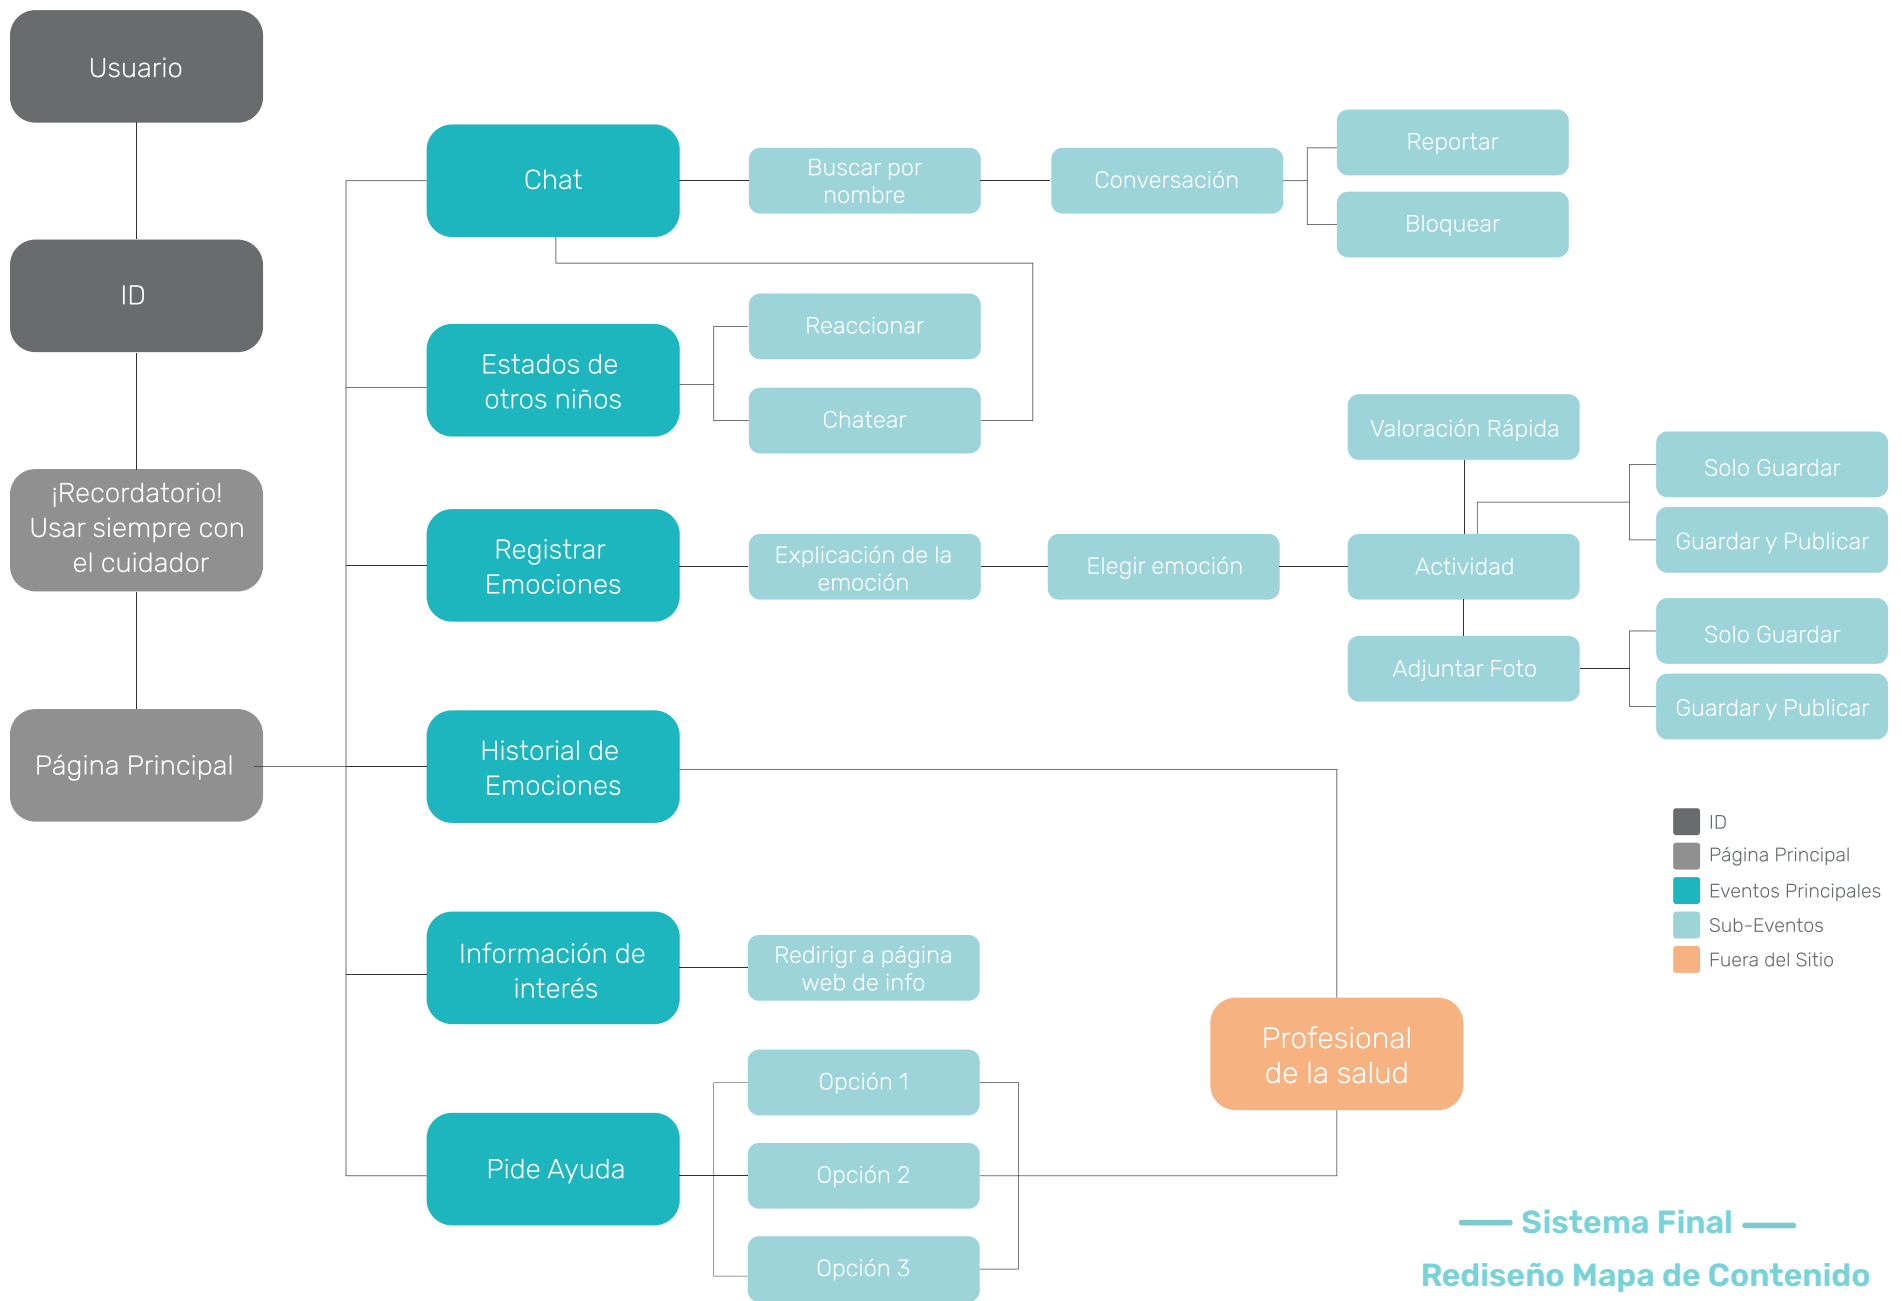 Usuario
ID
¡Recordatorio!
Usar siempre con
el cuidador
Página Principal
Chat
Buscar por
nombre
Conversación
Reportar
Bloquear
Estados de
otros niños
Reaccionar
Chatear
Registrar
Emociones
Explicación de la
emoción
Elegir emoción
Valoración Rápida
Actividad
Adjuntar Foto
Solo Guardar
Guardar y Publicar
Solo Guardar
Guardar y Publicar
Historial de
Emociones
Información de
interés
Redirigr a página
web de info
Pide Ayuda
Opción 1
Opción 2
Opción 3
Profesional
de la salud
ID
Página Principal
Eventos Principales
Sub-Eventos
Fuera del Sitio
Sistema Final
Rediseño Mapa de Contenido